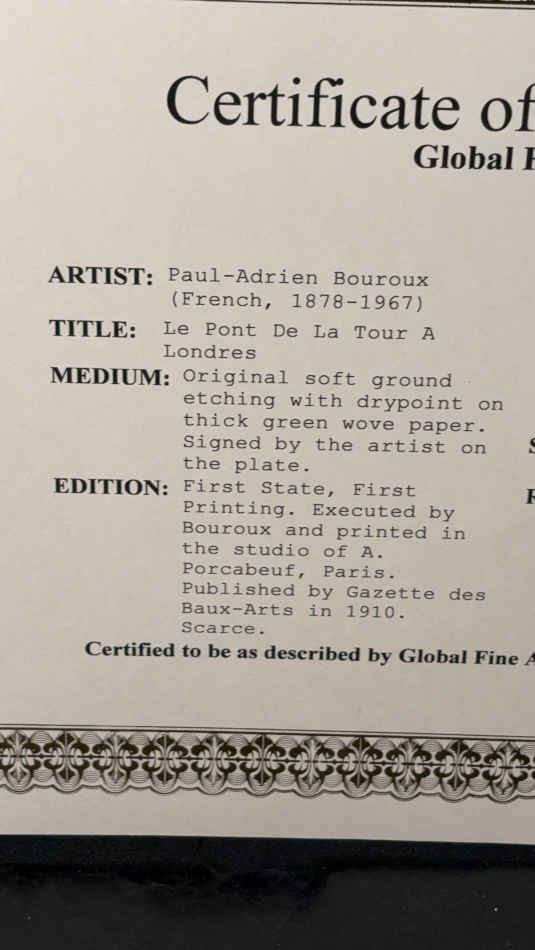 Certificate of
Global
ARTIST: Paul-Adrien Bouroux
(French, 1878-1967)
TITLE: Le Pont De La Tour A
Londres
MEDIUM: Original soft ground
etching with drypoint on
thick green wove paper.
Signed by the artist on
the plate.
EDITION: First State, First
Printing. Executed by
Bouroux and printed in
the studio of A.
Porcabeuf, Paris.
Published by Gazette des
Baux-Arts in 1910.
Scarce.
Certified to be as described by Global Fine